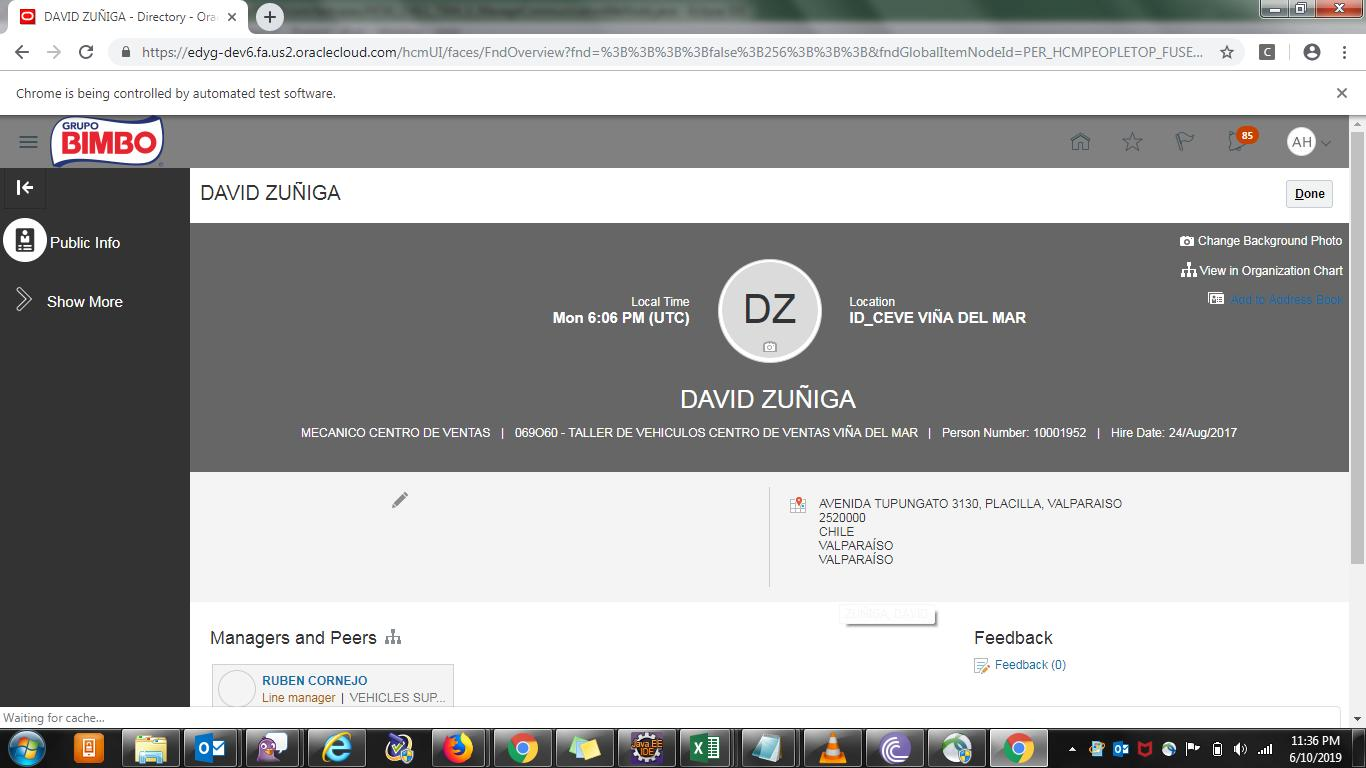 DAVID ZUÑIGA - Directory - Ora
https://edyg-dev6.fa.us2.oraclecloud.com/hcmUI/faces/FndOverview?fnd=%3B%3B%3B%3Bfalse%3B256%3B%3B%3B&fndGlobalItemNodeId=PER_HCMPEOPLETOP_FUSE...
C
Chrome is being controlled by automated test software.
GRUPO
BIMBO
85
AH
DAVID ZUÑIGA
Done
Public Info
Show More
Change Background Photo
View in Organization Chart
Add to Address Book
Local Time
Mon 6:06 PM (UTC)
DZ
Location
ID_CEVE VIÑA DEL MAR
DAVID ZUÑIGA
MECANICO CENTRO DE VENTAS | 069O60 - TALLER DE VEHICULOS CENTRO DE VENTAS VIÑA DEL MAR | Person Number: 10001952 | Hire Date: 24/Aug/2017
AVENIDA TUPUNGATO 3130, PLACILLA, VALPARAISO
2520000
CHILE
VALPARAÍSO
VALPARAÍSO
ZUÑIGA, DAVID
Managers and Peers
Feedback
RUBEN CORNEJO
Line manager | VEHICLES SUP...
Feedback (0)
Waiting for cache...
Java EE
IDE
11:36 PM
6/10/2019